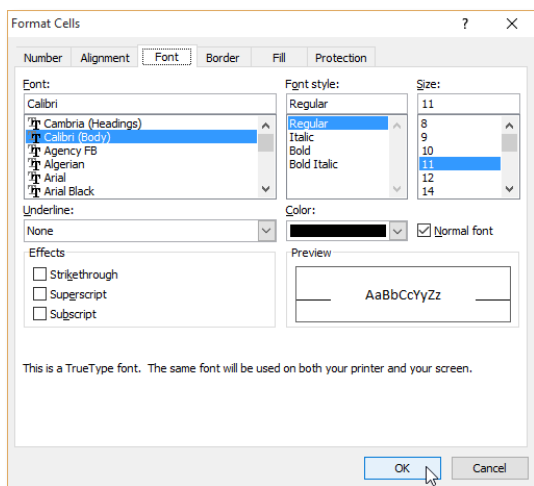 Format Cells ?
Number Alignment Font Border Fill Protection
Font: Font style: Size:
Calibri Regular 11
Cambria (Headings) Regular 8
Calibri (Body) Italic 9
Agency FB Bold 10
Algerian Bold Italic 11
Arial 12
Arial Black 14
Underline: Color:
None Normal font
Effects Preview
Strikethrough
Superscript AaBbCcYyZz
Subscript
This is a TrueType font. The same font will be used on both your printer and your screen.
OK Cancel